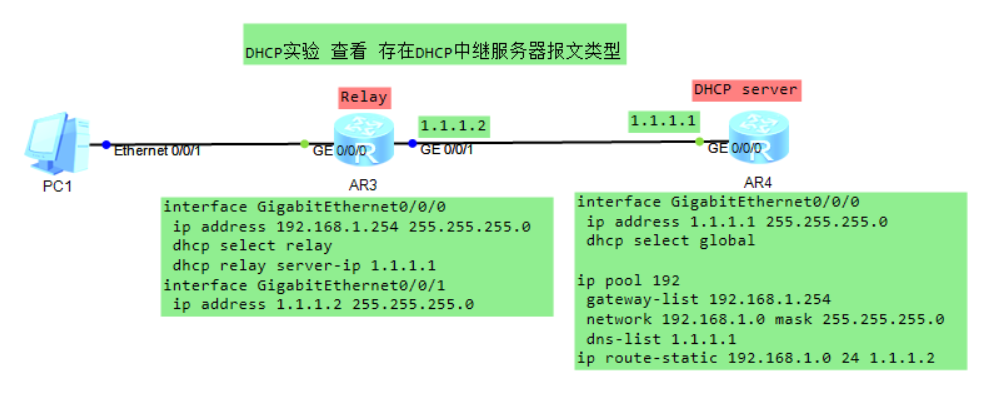 DHCP实验 查看 存在DHCP中继服务器报文类型
Relay
DHCP server
1.1.1.2
1.1.1.1
Ethernet 0/0/1
GE 0/0/0
GE 0/0/1
GE 0/0/0
PC1
AR3
AR4
interface GigabitEthernet0/0/0
ip address 192.168.1.254 255.255.255.0
dhcp select relay
dhcp relay server-ip 1.1.1.1
interface GigabitEthernet0/0/1
ip address 1.1.1.2 255.255.255.0
interface GigabitEthernet0/0/0
ip address 1.1.1.1 255.255.255.0
dhcp select global
ip pool 192
gateway-list 192.168.1.254
network 192.168.1.0 mask 255.255.255.0
dns-list 1.1.1.1
ip route-static 192.168.1.0 24 1.1.1.2